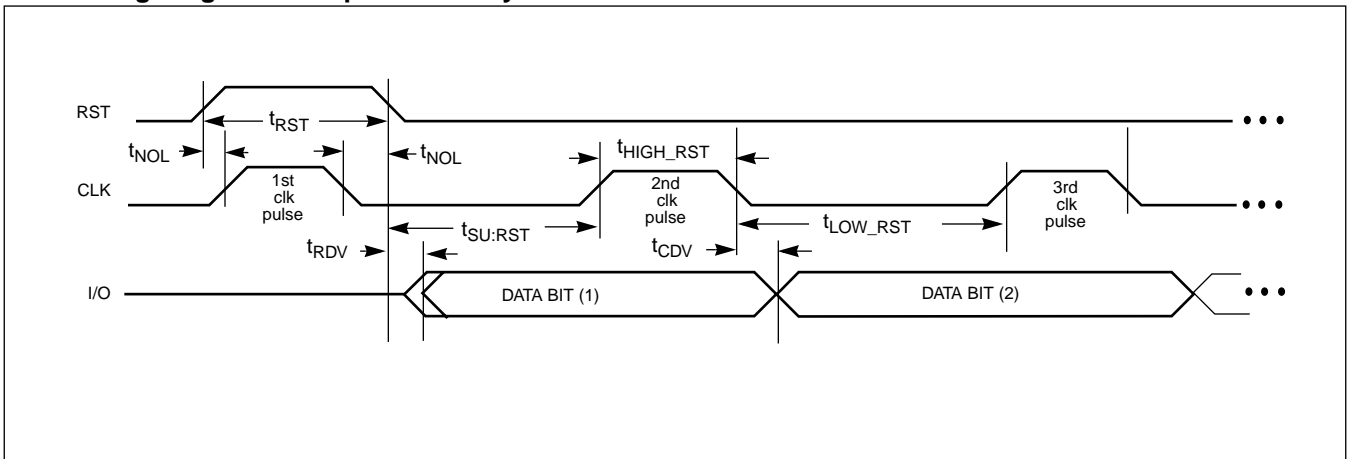 RST
tRST
tNOL
tNOL
tHIGH_RST
CLK
1st
clk
pulse
2nd
clk
pulse
3rd
clk
pulse
tSU:RST
tLOW_RST
tRDV
tCDV
I/O
DATA BIT (1)
DATA BIT (2)